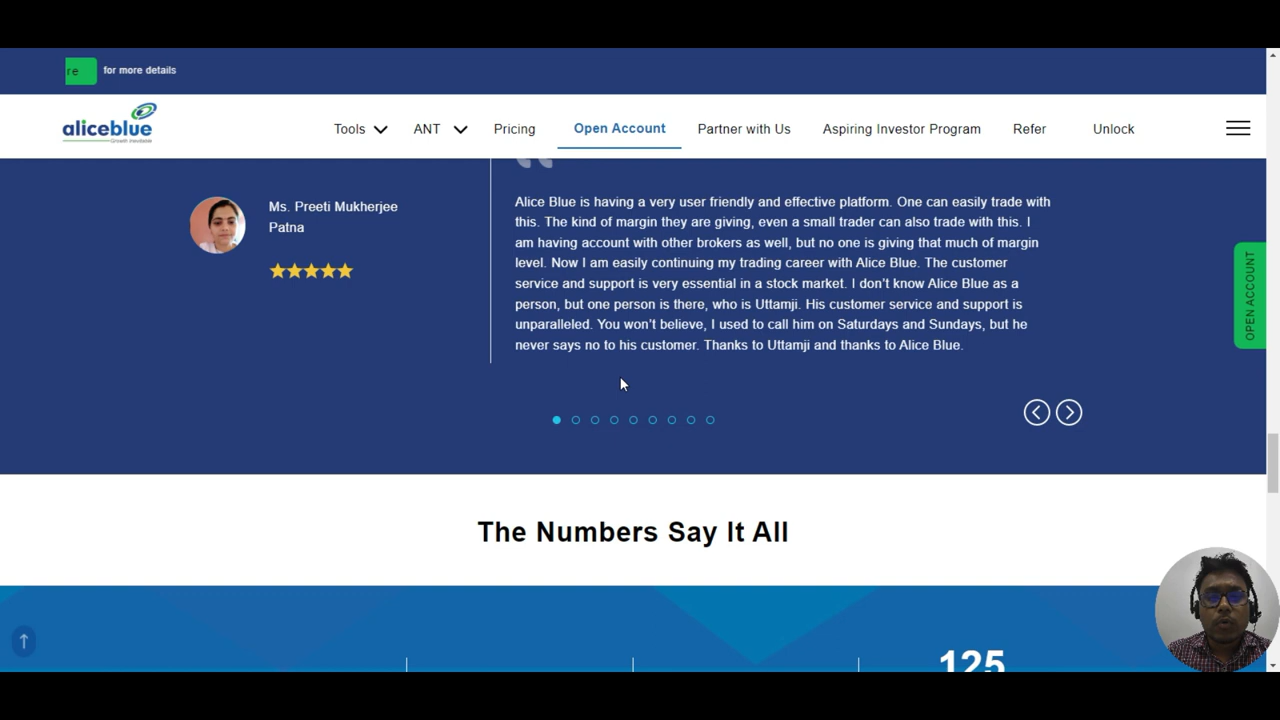 re for more details
aliceblue
Growth Inevitable
Tools ANT Pricing Open Account Partner with Us Aspiring Investor Program Refer Unlock
Ms. Preeti Mukherjee
Patna
Alice Blue is having a very user friendly and effective platform. One can easily trade with
this. The kind of margin they are giving, even a small trader can also trade with this. I
am having account with other brokers as well, but no one is giving that much of margin
level. Now I am easily continuing my trading career with Alice Blue. The customer
service and support is very essential in a stock market. I don't know Alice Blue as a
person, but one person is there, who is Uttamji. His customer service and support is
unparalleled. You won't believe, I used to call him on Saturdays and Sundays, but he
never says no to his customer. Thanks to Uttamji and thanks to Alice Blue.
OPEN ACCOUNT
The Numbers Say It All
125